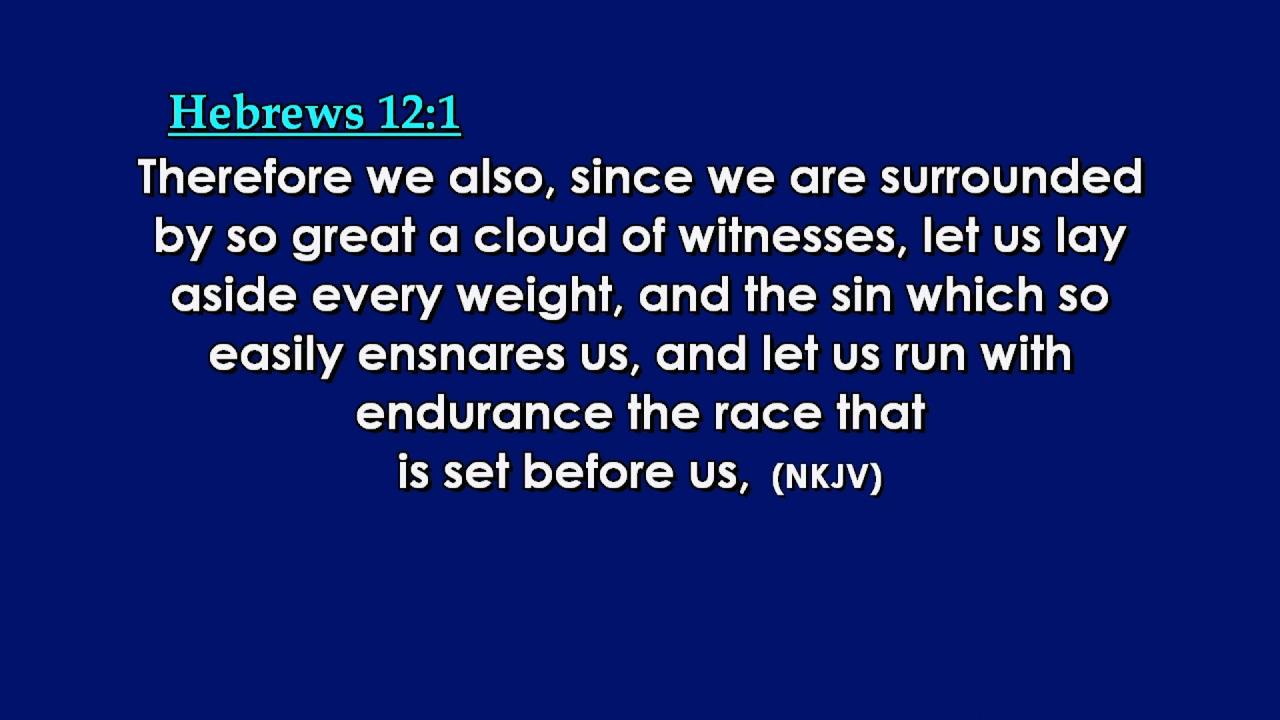 Hebrews 12:1
Therefore we also, since we are surrounded
by so great a cloud of witnesses, let us lay
aside every weight, and the sin which so
easily ensnares us, and let us run with
endurance the race that
is set before us, (NKJV)